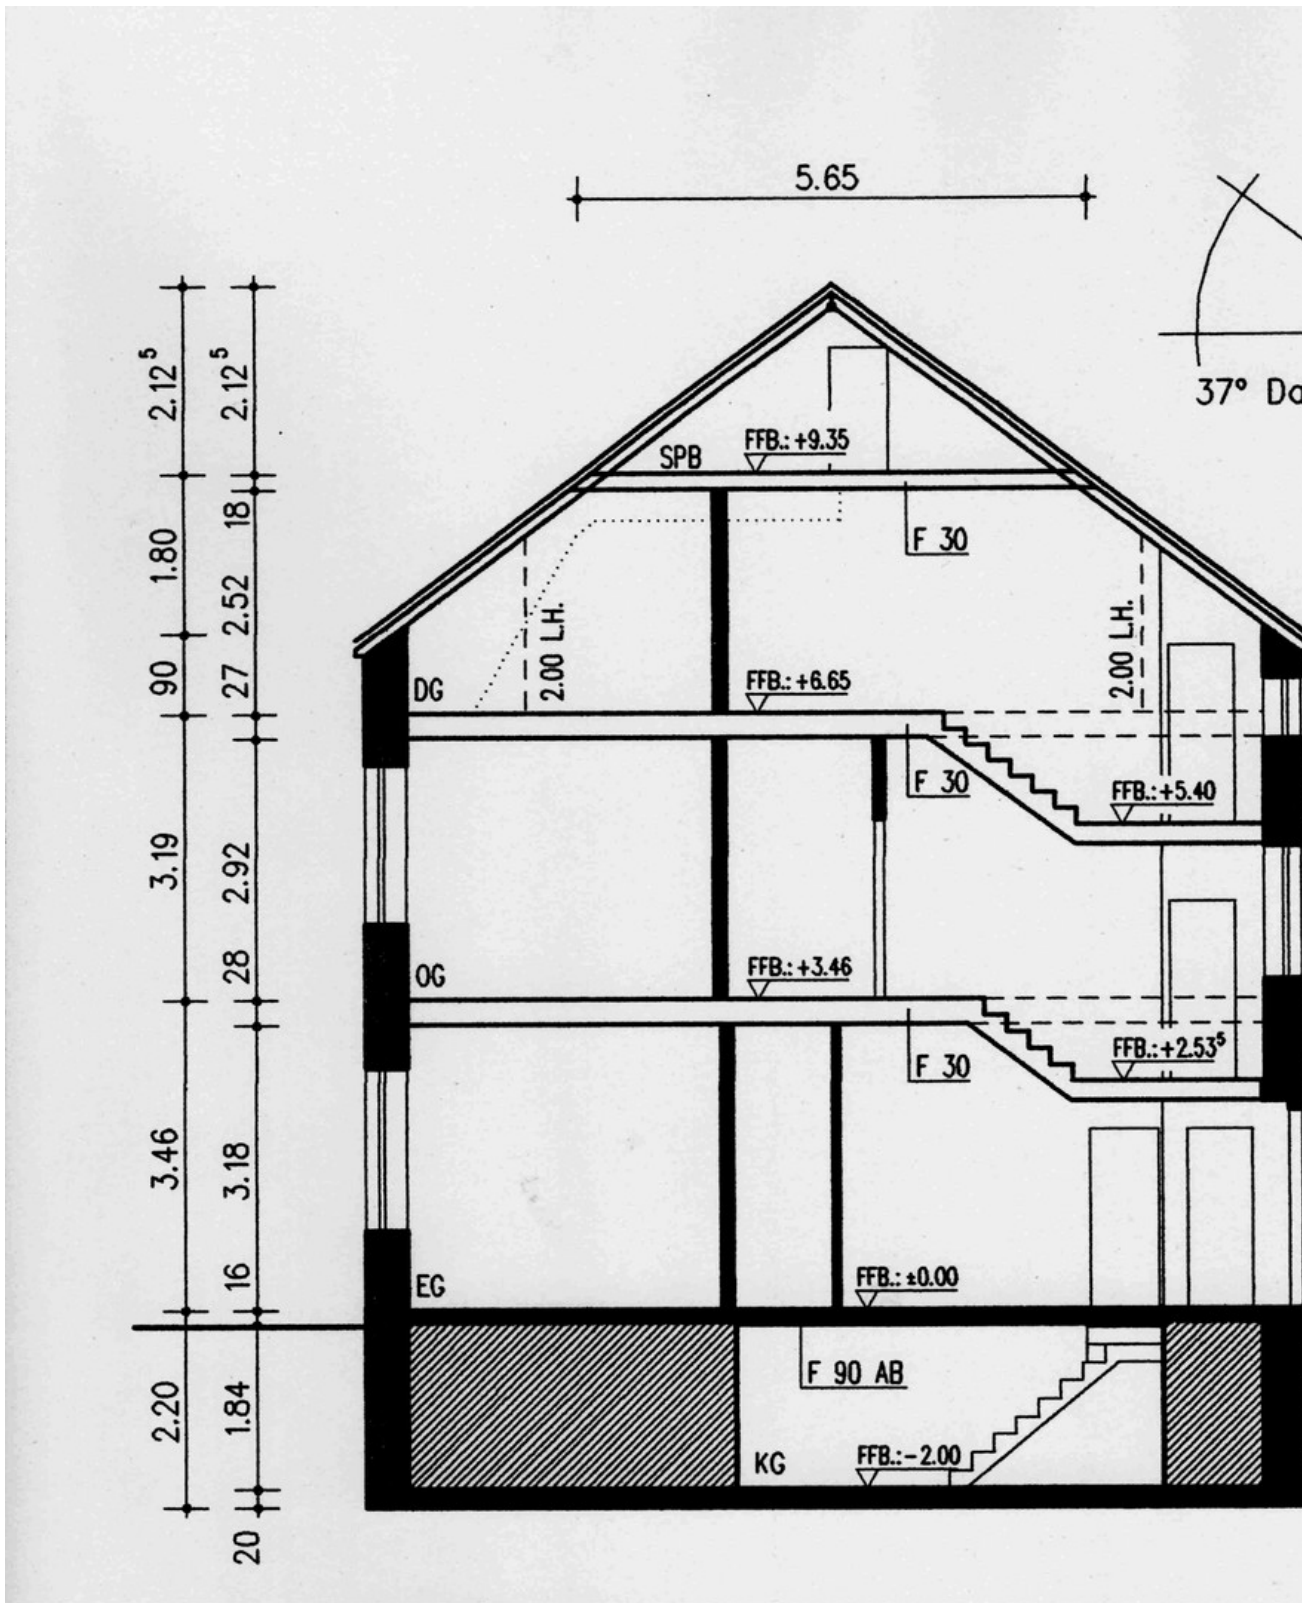 5.65
37° Da
2.12⁵
2.12⁵
18
1.80
2.52
90
27
3.19
2.92
28
3.46
3.18
16
2.20
1.84
20
SPB
FFB.: +9.35
F 30
2.00 L.H.
2.00 L.H.
DG
FFB.: +6.65
F 30
FFB.: +5.40
OG
FFB.: +3.46
F 30
FFB.: +2.53⁵
EG
FFB.: ±0.00
F 90 AB
KG
FFB.: -2.00